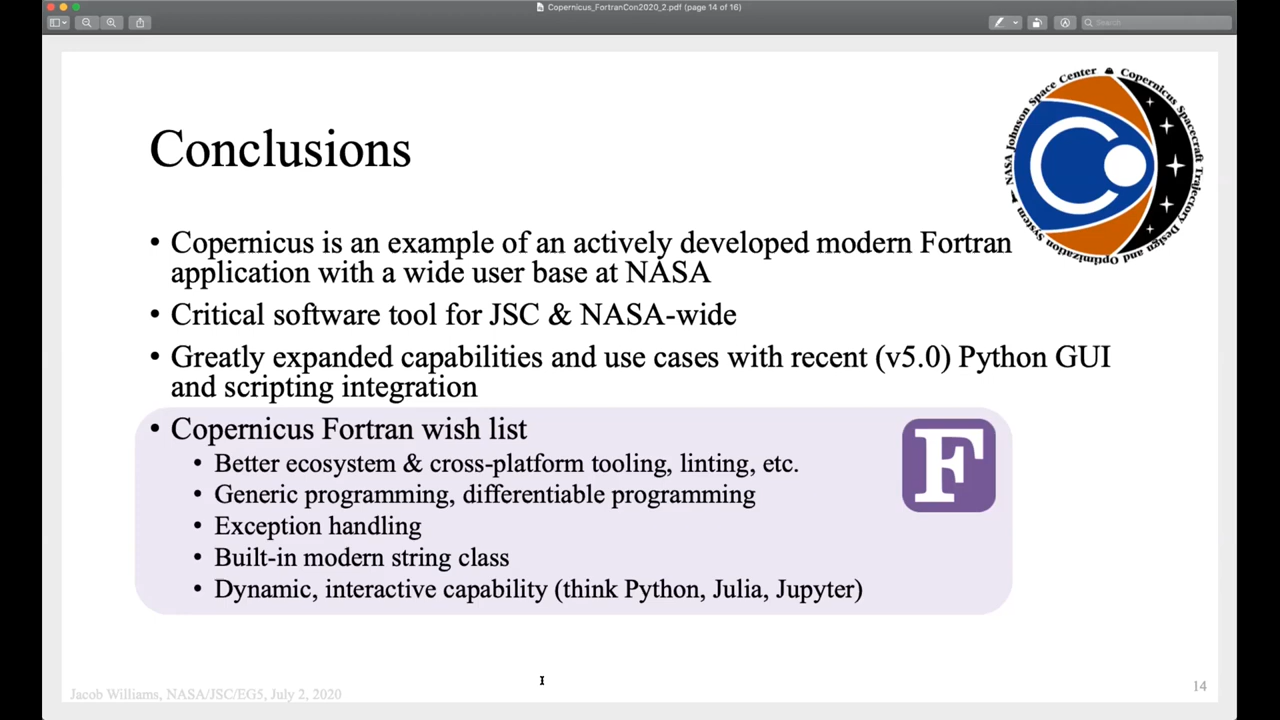 Copernicus_FortranCon2020_2.pdf (page 14 of 16)
Search
NASA Johnson Space Center
Copernicus Spacecraft Trajectory Design and Optimization System
Conclusions
• Copernicus is an example of an actively developed modern Fortran
application with a wide user base at NASA
• Critical software tool for JSC & NASA-wide
• Greatly expanded capabilities and use cases with recent (v5.0) Python GUI
and scripting integration
• Copernicus Fortran wish list
F
• Better ecosystem & cross-platform tooling, linting, etc.
• Generic programming, differentiable programming
• Exception handling
• Built-in modern string class
• Dynamic, interactive capability (think Python, Julia, Jupyter)
Jacob Williams, NASA/JSC/EG5, July 2, 2020
14